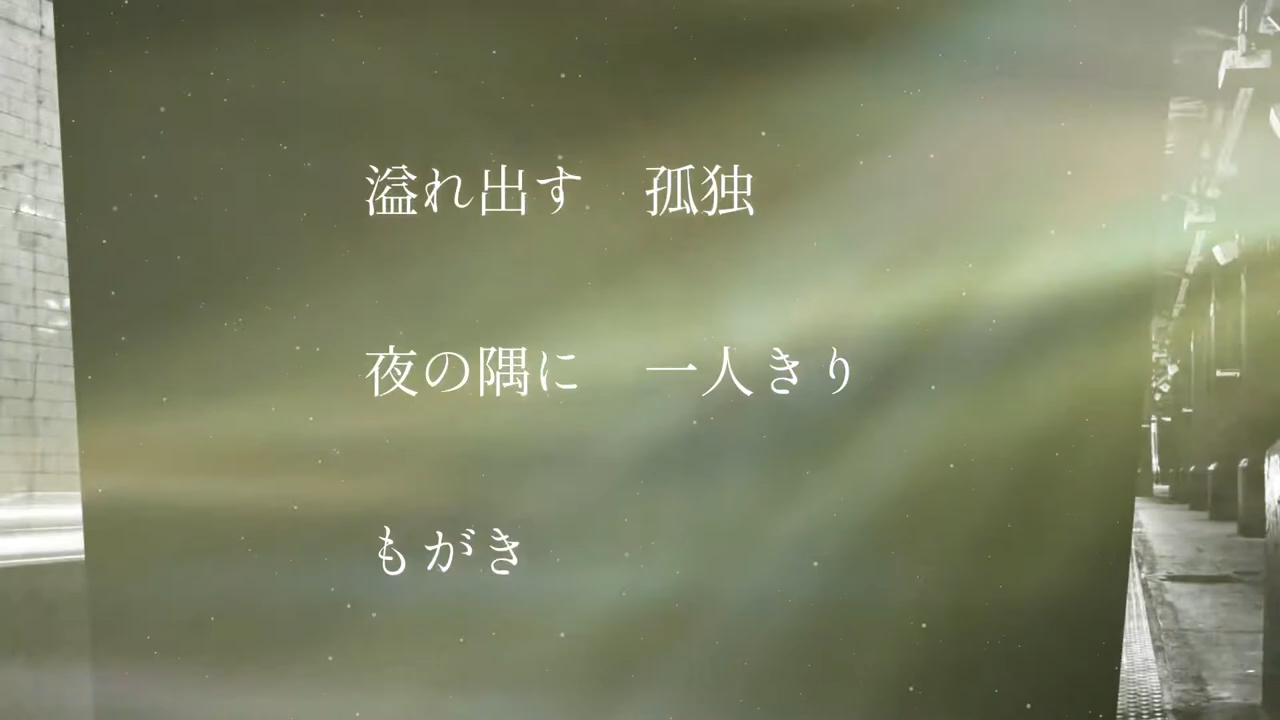 溢れ出す　孤独
夜の隅に　一人きり
もがき